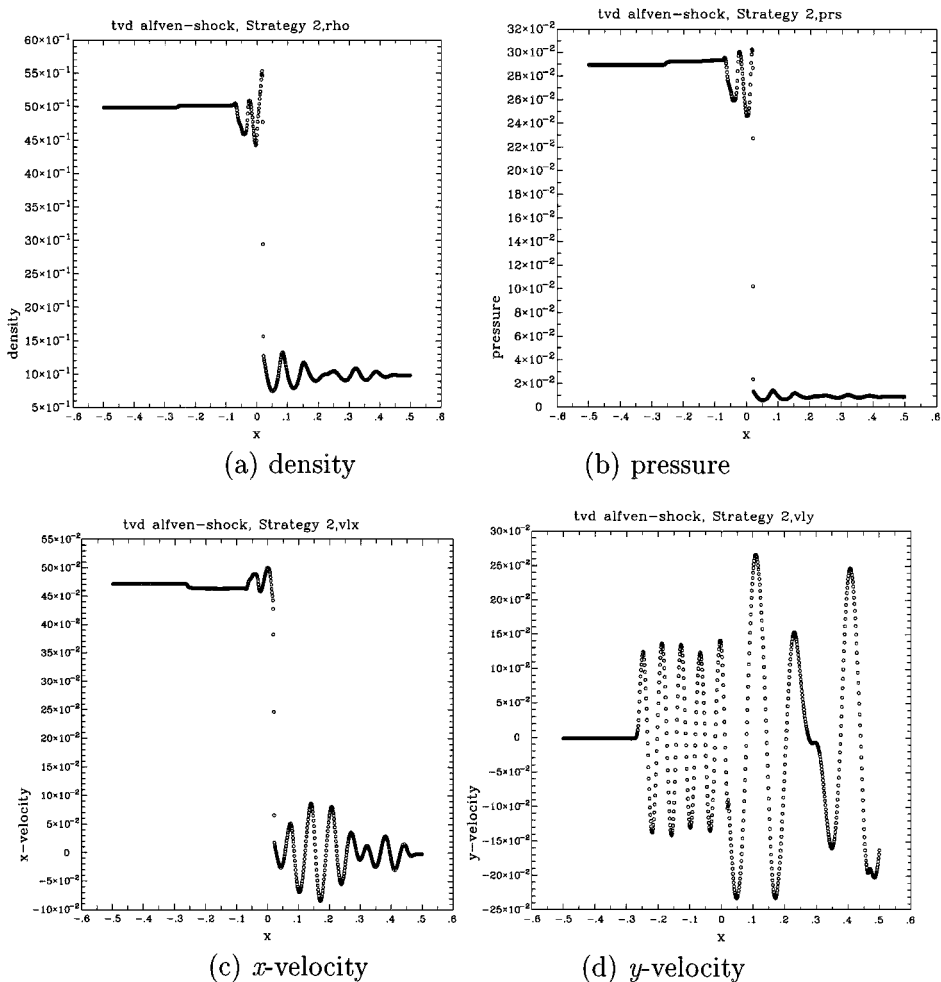 tvd alfven-shock, Strategy 2,rho
60×10⁻¹
55×10⁻¹
50×10⁻¹
45×10⁻¹
40×10⁻¹
35×10⁻¹
30×10⁻¹
25×10⁻¹
20×10⁻¹
15×10⁻¹
10×10⁻¹
5×10⁻¹
density
-.6 -.5 -.4 -.3 -.2 -.1 0 .1 .2 .3 .4 .5 .6
x
(a) density
tvd alfven-shock, Strategy 2,prs
32×10⁻²
30×10⁻²
28×10⁻²
26×10⁻²
24×10⁻²
22×10⁻²
20×10⁻²
18×10⁻²
16×10⁻²
14×10⁻²
12×10⁻²
10×10⁻²
8×10⁻²
6×10⁻²
4×10⁻²
2×10⁻²
0
pressure
-.6 -.5 -.4 -.3 -.2 -.1 0 .1 .2 .3 .4 .5 .6
x
(b) pressure
tvd alfven-shock, Strategy 2,vlx
55×10⁻²
50×10⁻²
45×10⁻²
40×10⁻²
35×10⁻²
30×10⁻²
25×10⁻²
20×10⁻²
15×10⁻²
10×10⁻²
5×10⁻²
0
-5×10⁻²
-10×10⁻²
x-velocity
-.6 -.5 -.4 -.3 -.2 -.1 0 .1 .2 .3 .4 .5 .6
x
(c) x-velocity
tvd alfven-shock, Strategy 2,vly
30×10⁻²
25×10⁻²
20×10⁻²
15×10⁻²
10×10⁻²
5×10⁻²
0
-5×10⁻²
-10×10⁻²
-15×10⁻²
-20×10⁻²
-25×10⁻²
y-velocity
-.6 -.5 -.4 -.3 -.2 -.1 0 .1 .2 .3 .4 .5 .6
x
(d) y-velocity